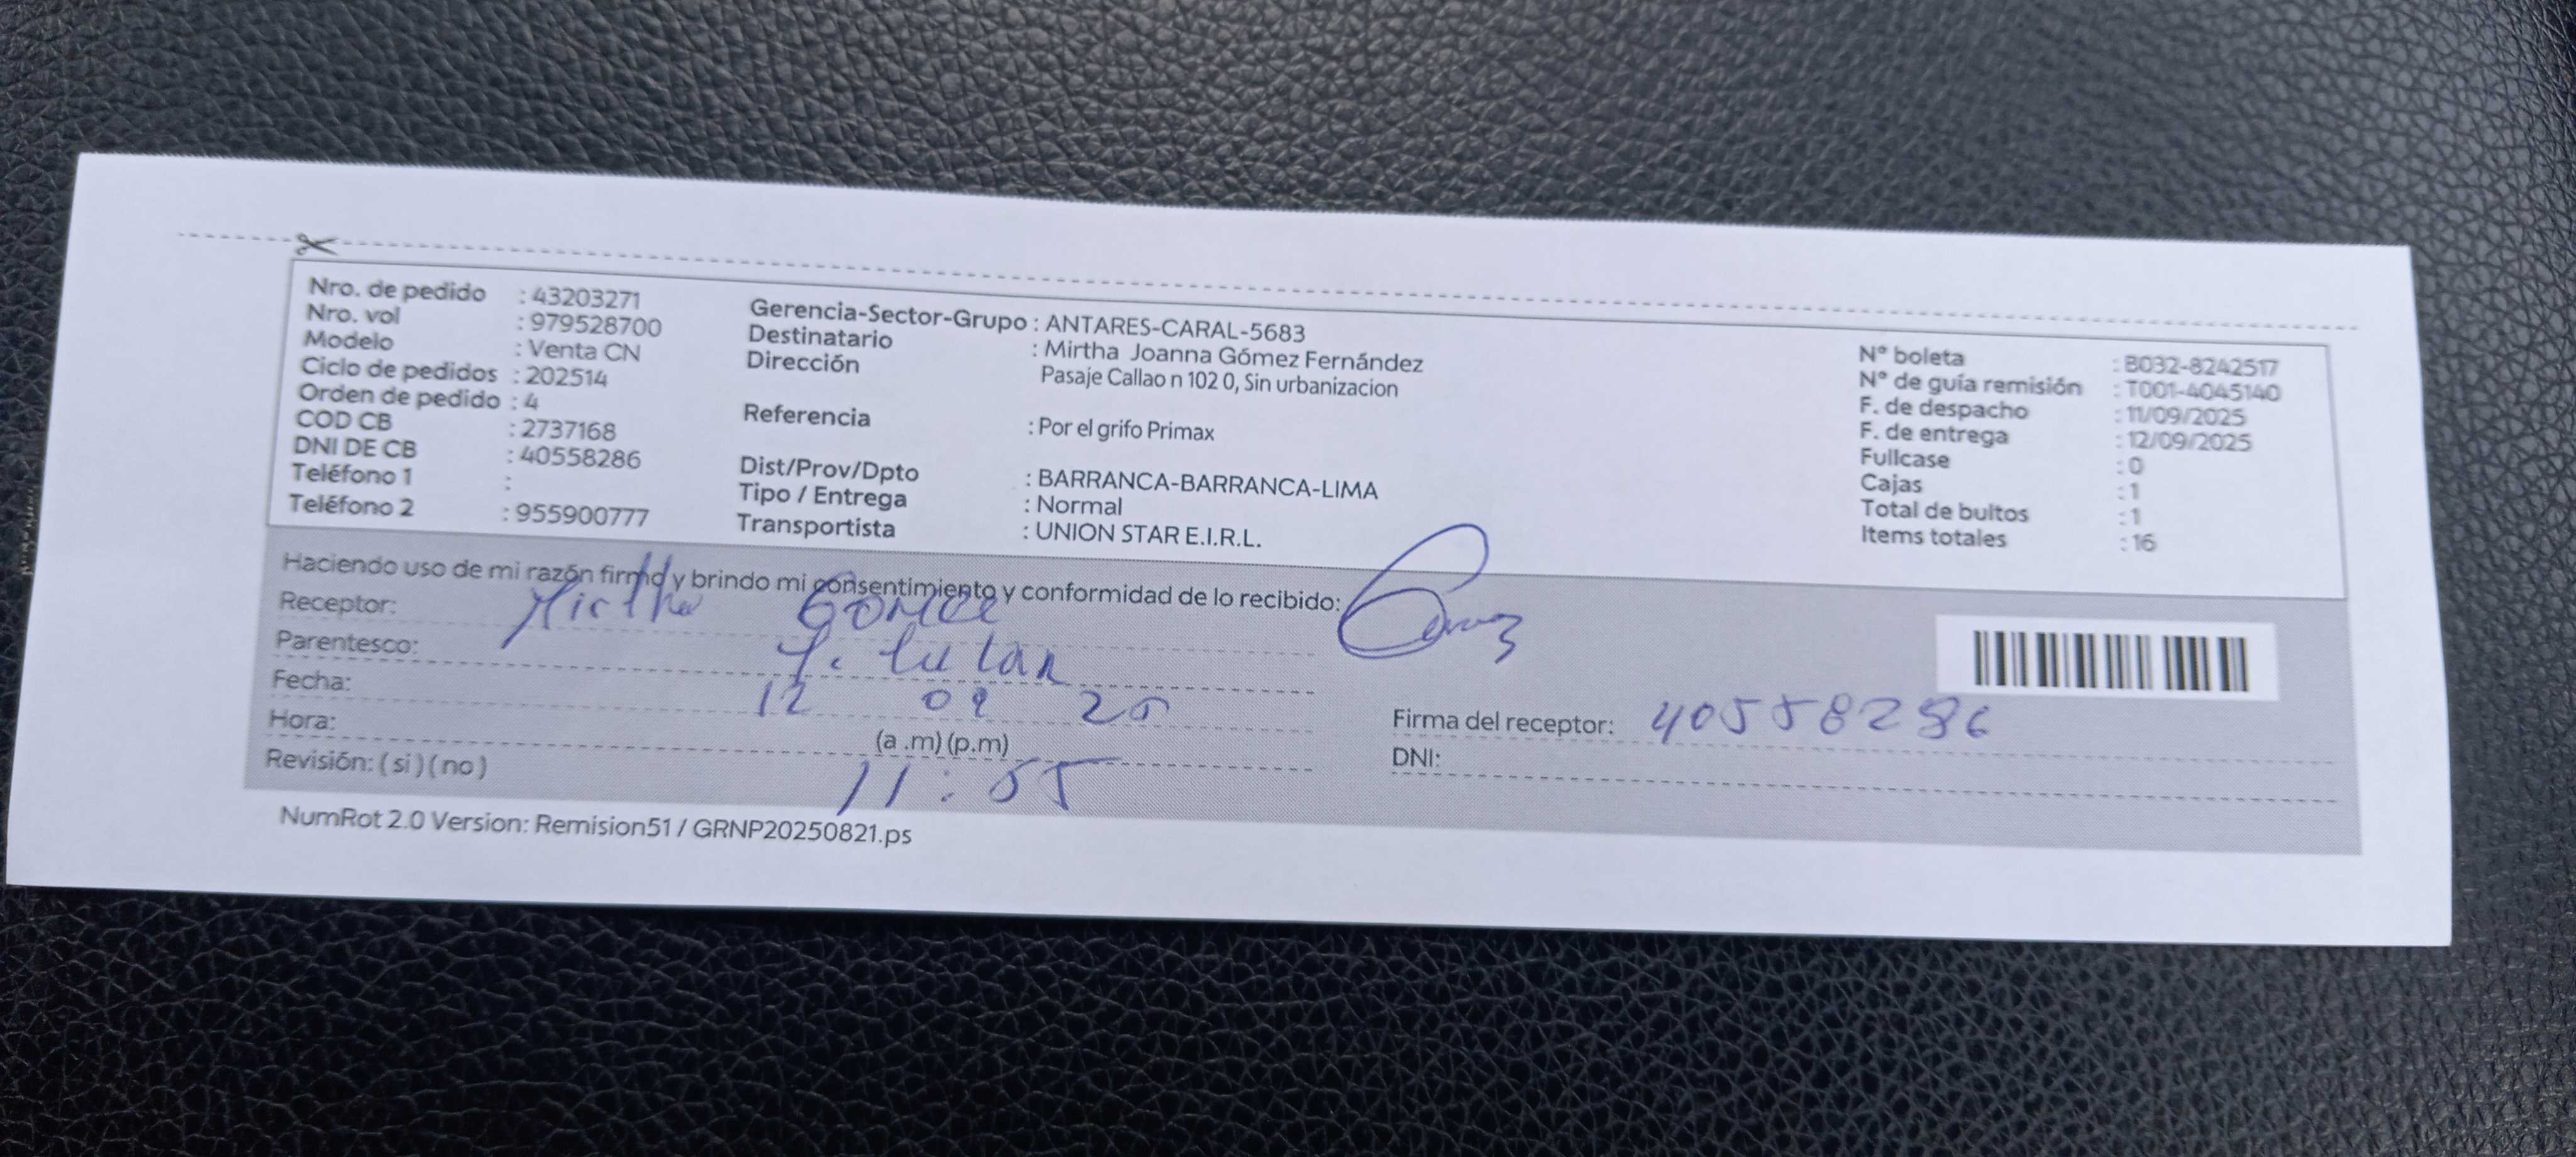 Nro. de pedido : 43203271
Nro. vol : 979528700
Modelo : Venta CN
Ciclo de pedidos : 202514
Orden de pedido : 4
COD CB : 2737168
DNI DE CB : 40558286
Teléfono 1 :
Teléfono 2 : 955900777
Gerencia-Sector-Grupo : ANTARES-CARAL-5683
Destinatario : Mirtha Joanna Gómez Fernández
Dirección Pasaje Callao n 102 0, Sin urbanizacion
Referencia : Por el grifo Primax
Dist/Prov/Dpto : BARRANCA-BARRANCA-LIMA
Tipo / Entrega : Normal
Transportista : UNION STAR E.I.R.L.
N° boleta : B032-8242517
N° de guía remisión : T001-4045140
F. de despacho : 11/09/2025
F. de entrega : 12/09/2025
Fullcase : 0
Cajas : 1
Total de bultos : 1
Items totales : 16
Haciendo uso de mi razón firmo y brindo mi consentimiento y conformidad de lo recibido:
Receptor: Mirtha Gomez
Parentesco: Titular
Fecha: 12 09 25
Hora: (a .m) (p.m)
11:55
Revisión: ( si ) ( no )
Firma del receptor: 40558286
DNI:
NumRot 2.0 Version: Remision51 / GRNP20250821.ps